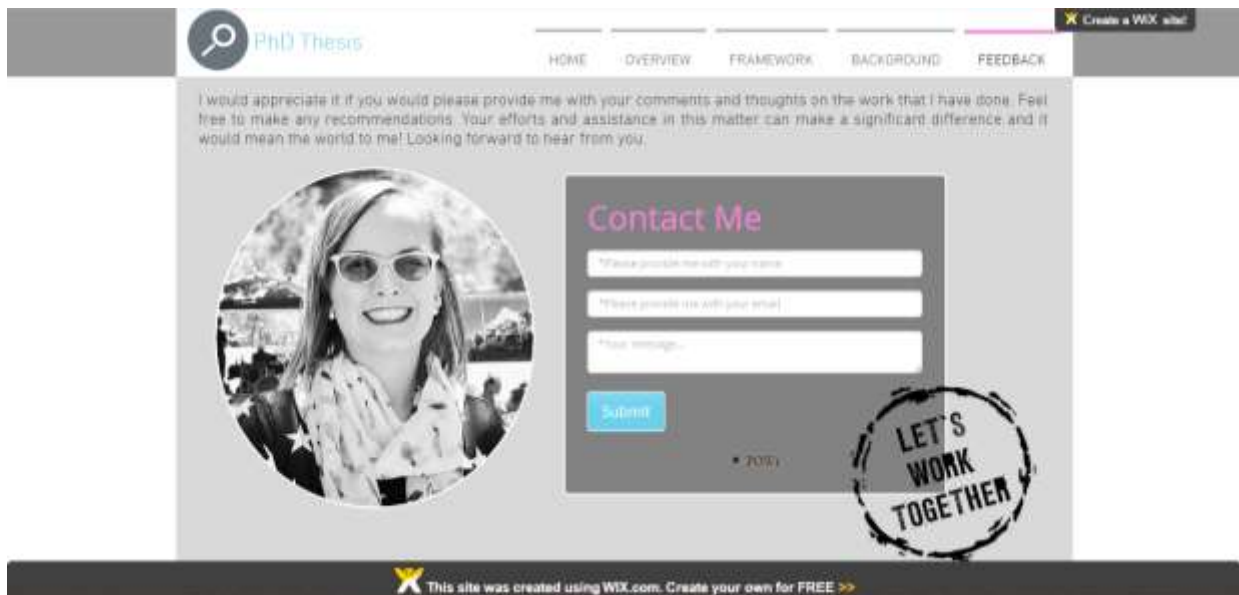 Create a WIX site!
PhD Thesis
HOME OVERVIEW FRAMEWORK BACKGROUND FEEDBACK
I would appreciate it if you would please provide me with your comments and thoughts on the work that I have done. Feel
free to make any recommendations. Your efforts and assistance in this matter can make a significant difference and it
would mean the world to me! Looking forward to hear from you.
Contact Me
*Please provide me with your name
*Please provide me with your email
*Your message...
Submit
LET'S
WORK
TOGETHER
This site was created using WIX.com. Create your own for FREE >>